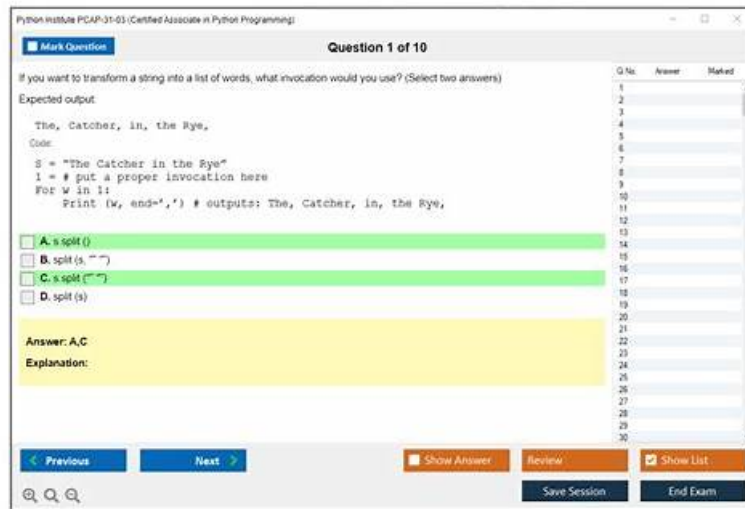 Python Institute PCAP-31-03 (Certified Associate in Python Programming)
Mark Question
Question 1 of 10
If you want to transform a string into a list of words, what invocation would you use? (Select two answers)
Expected output:
The, Catcher, in, the Rye,
Code:
S = "The Catcher in the Rye"
l = # put a proper invocation here
For w in l:
Print (w, end=‘,’) # outputs: The, Catcher, in, the Rye,
A. s.split ()
B. split (s, "" "")
C. s.split ("" "")
D. split (s)
Answer: A,C
Explanation:
Q.No. Answer Marked
1
2
3
4
5
6
7
8
9
10
11
12
13
14
15
16
17
18
19
20
21
22
23
24
25
26
27
28
29
30
Previous
Next
Show Answer
Review
Show List
Save Session
End Exam